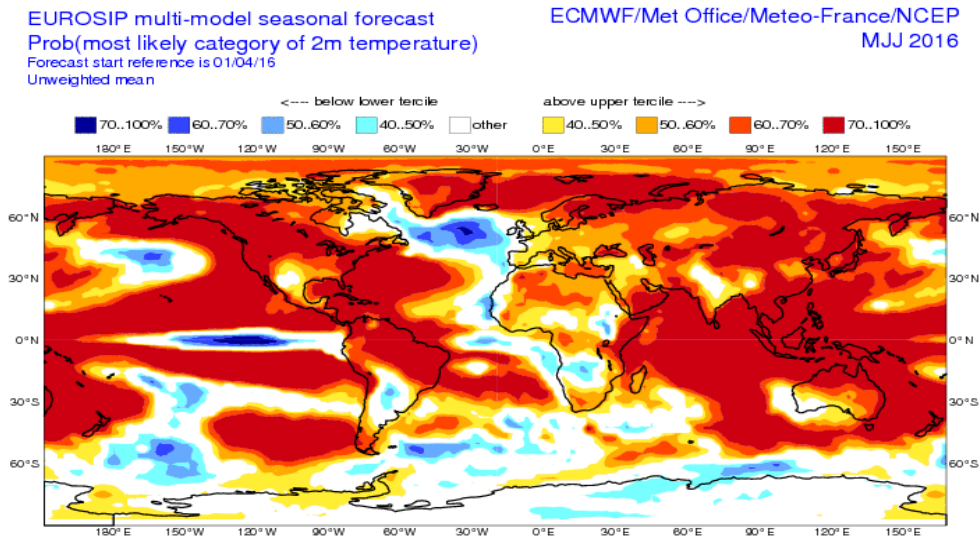 EUROSIP multi-model seasonal forecast
ECMWF/Met Office/Meteo-France/NCEP
Prob(most likely category of 2m temperature)
MJJ 2016
Forecast start reference is 01/04/16
Unweighted mean
<---- below lower tercile
above upper tercile ---->
70..100% 60..70% 50..60% 40..50% other 40..50% 50..60% 60..70% 70..100%
180°E 150°W 120°W 90°W 60°W 30°W 0°E 30°E 60°E 90°E 120°E 150°E
60°N 60°N
30°N 30°N
0°N 0°N
30°S 30°S
60°S 60°S
180°E 150°W 120°W 90°W 60°W 30°W 0°E 30°E 60°E 90°E 120°E 150°E